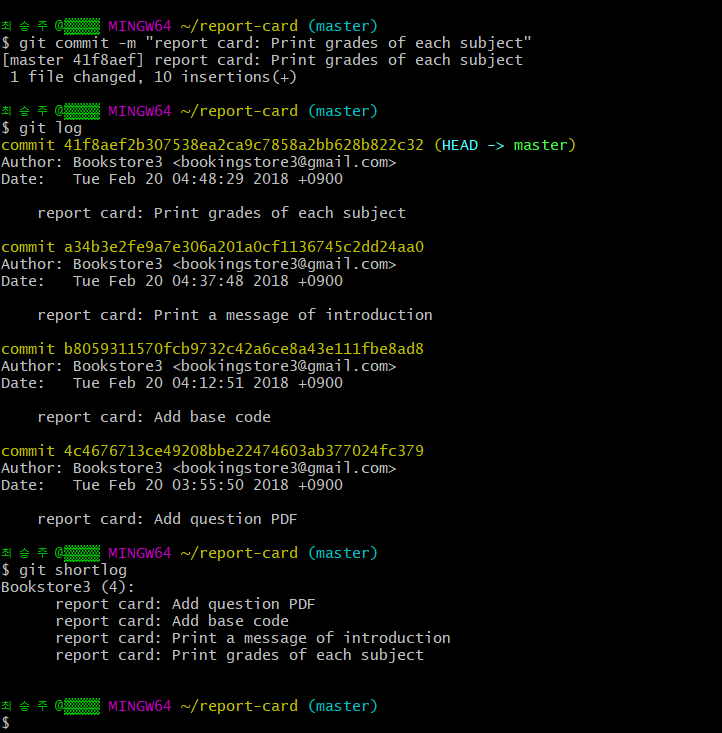 최 승 주 @▒▒▒▒ MINGW64 ~/report-card (master)
$ git commit -m "report card: Print grades of each subject"
[master 41f8aef] report card: Print grades of each subject
 1 file changed, 10 insertions(+)
최 승 주 @▒▒▒▒ MINGW64 ~/report-card (master)
$ git log
commit 41f8aef2b307538ea2ca9c7858a2bb628b822c32 (HEAD -> master)
Author: Bookstore3 <bookingstore3@gmail.com>
Date:   Tue Feb 20 04:48:29 2018 +0900
    report card: Print grades of each subject
commit a34b3e2fe9a7e306a201a0cf1136745c2dd24aa0
Author: Bookstore3 <bookingstore3@gmail.com>
Date:   Tue Feb 20 04:37:48 2018 +0900
    report card: Print a message of introduction
commit b8059311570fcb9732c42a6ce8a43e111fbe8ad8
Author: Bookstore3 <bookingstore3@gmail.com>
Date:   Tue Feb 20 04:12:51 2018 +0900
    report card: Add base code
commit 4c4676713ce49208bbe22474603ab377024fc379
Author: Bookstore3 <bookingstore3@gmail.com>
Date:   Tue Feb 20 03:55:50 2018 +0900
    report card: Add question PDF
최 승 주 @▒▒▒▒ MINGW64 ~/report-card (master)
$ git shortlog
Bookstore3 (4):
      report card: Add question PDF
      report card: Add base code
      report card: Print a message of introduction
      report card: Print grades of each subject
최 승 주 @▒▒▒▒ MINGW64 ~/report-card (master)
$